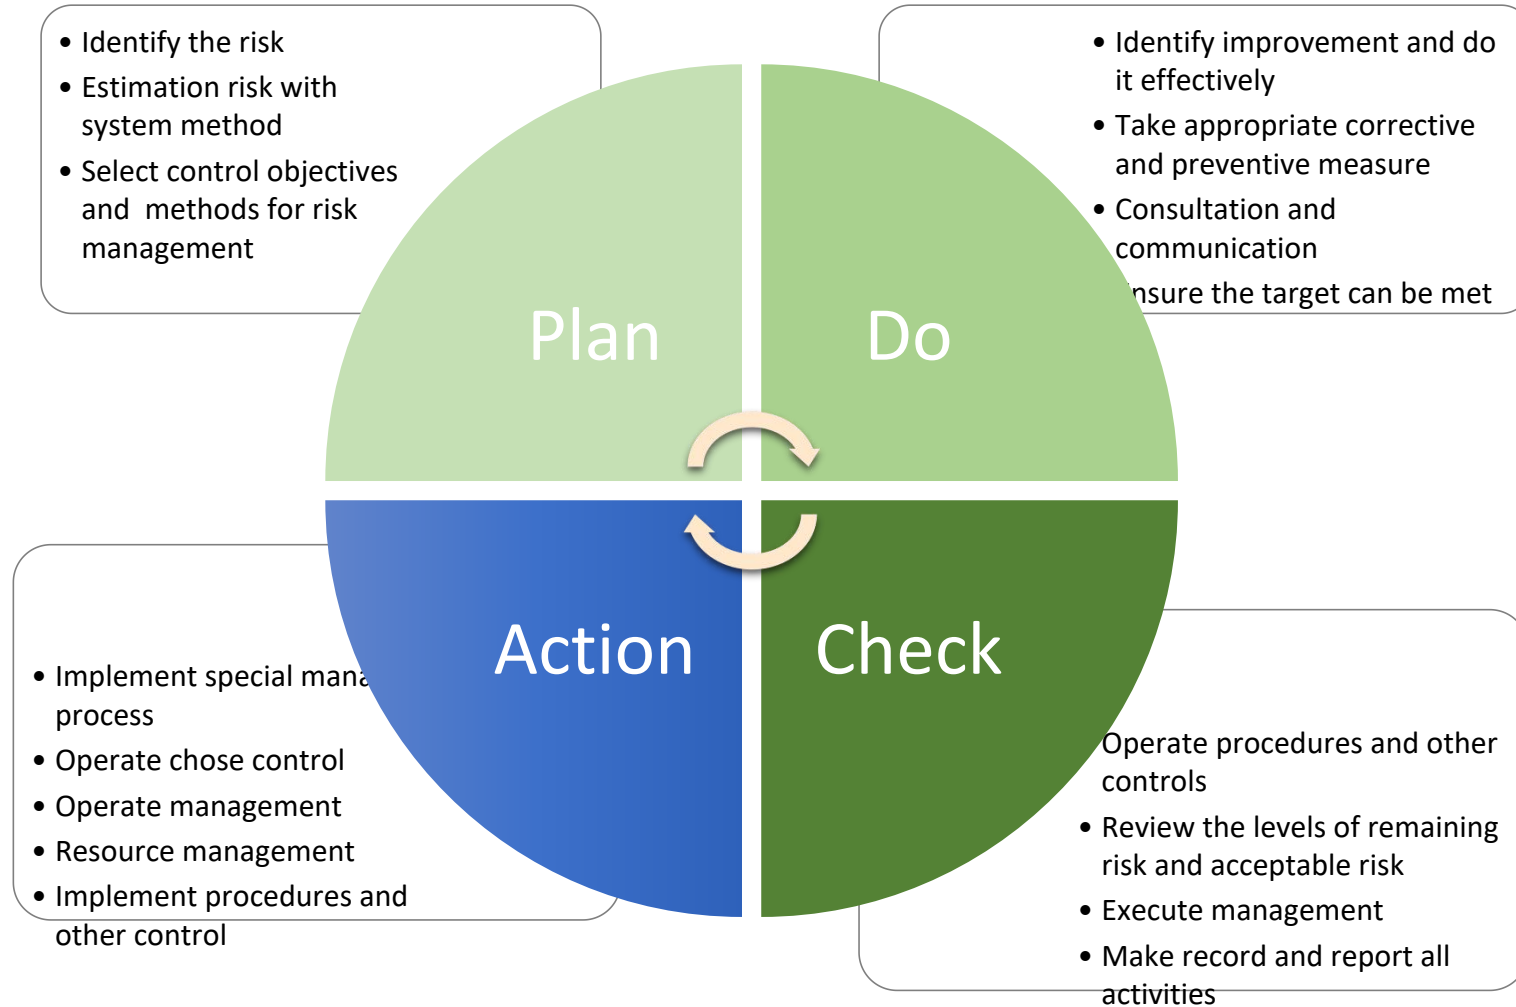 • Identify the risk
• Estimation risk with
system method
• Select control objectives
and methods for risk
management
• Identify improvement and do
it effectively
• Take appropriate corrective
and preventive measure
• Consultation and
communication
nsure the target can be met
Plan
Do
Action
Check
• Implement special mana
process
• Operate chose control
• Operate management
• Resource management
• Implement procedures and
other control
Operate procedures and other
controls
• Review the levels of remaining
risk and acceptable risk
• Execute management
• Make record and report all
activities